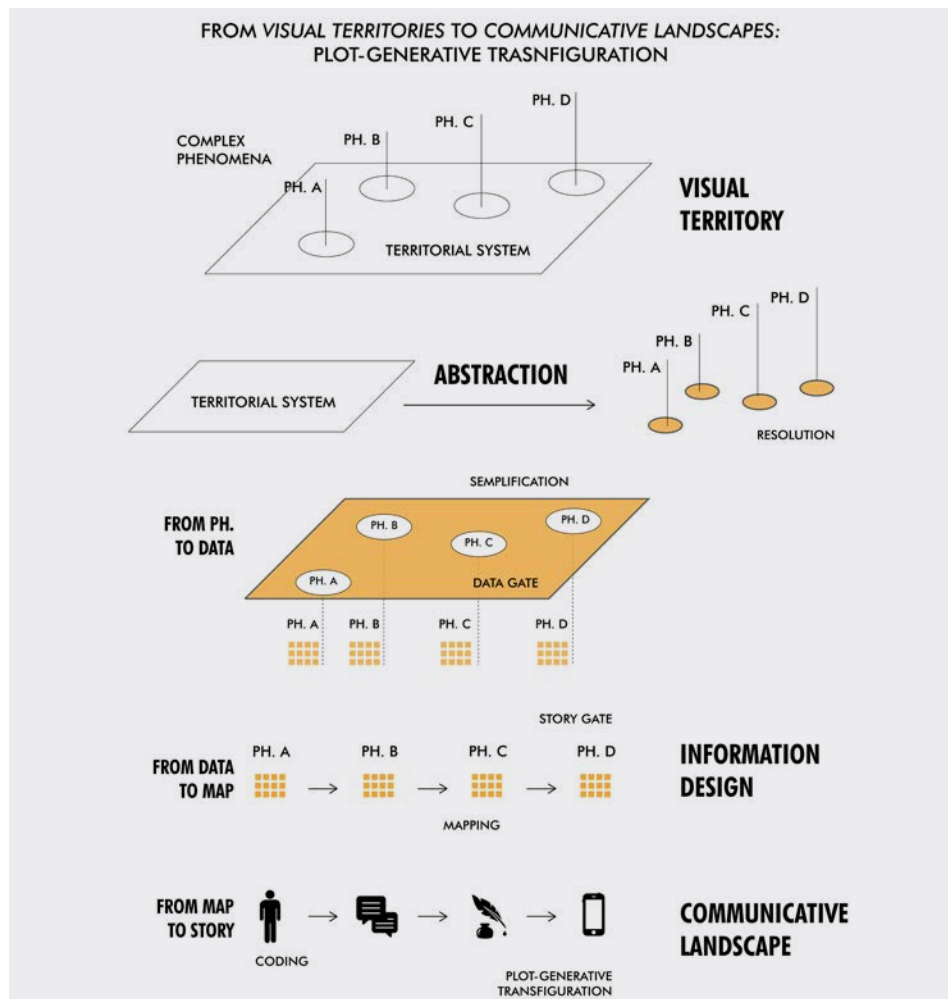 FROM VISUAL TERRITORIES TO COMMUNICATIVE LANDSCAPES:
PLOT-GENERATIVE TRASNFIGURATION
COMPLEX
PHENOMENA
PH. A
PH. B
PH. C
PH. D
TERRITORIAL SYSTEM
VISUAL
TERRITORY
TERRITORIAL SYSTEM
ABSTRACTION
PH. A
PH. B
PH. C
PH. D
RESOLUTION
SEMPLIFICATION
FROM PH.
TO DATA
PH. A
PH. B
PH. C
PH. D
DATA GATE
PH. A
PH. B
PH. C
PH. D
STORY GATE
FROM DATA
TO MAP
PH. A
PH. B
PH. C
PH. D
MAPPING
INFORMATION
DESIGN
FROM MAP
TO STORY
CODING
PLOT-GENERATIVE
TRANSFIGURATION
COMMUNICATIVE
LANDSCAPE